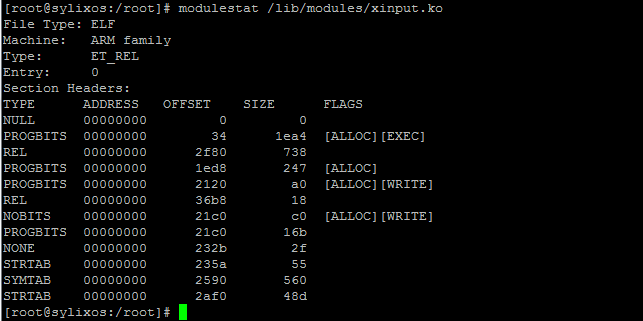 [root@sylixos:/root]# modulestat /lib/modules/xinput.ko
File Type: ELF
Machine:   ARM family
Type:      ET_REL
Entry:     0
Section Headers:
TYPE      ADDRESS   OFFSET    SIZE      FLAGS
NULL      00000000       0         0
PROGBITS  00000000      34      1ea4  [ALLOC][EXEC]
REL       00000000    2f80       738
PROGBITS  00000000    1ed8       247  [ALLOC]
PROGBITS  00000000    2120        a0  [ALLOC][WRITE]
REL       00000000    36b8        18
NOBITS    00000000    21c0        c0  [ALLOC][WRITE]
PROGBITS  00000000    21c0       16b
NONE      00000000    232b        2f
STRTAB    00000000    235a        55
SYMTAB    00000000    2590       560
STRTAB    00000000    2af0       48d
[root@sylixos:/root]#